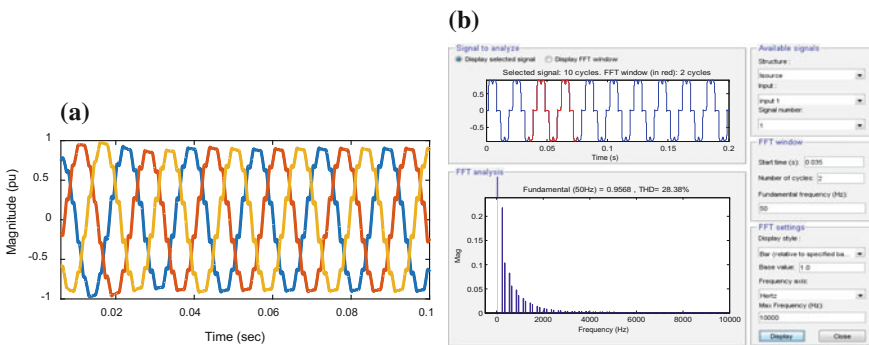 (a)
1
0.5
0
-0.5
-1
Magnitude (pu)
0.02
0.04
0.06
0.08
0.1
Time (sec)
(b)
Signal to analyze
Display selected signal
Display FFT window
Selected signal: 10 cycles. FFT window (in red): 2 cycles
0.5
0
-0.5
0
0.05
0.1
0.15
0.2
Time (s)
FFT analysis
Fundamental (50Hz) = 0.9568 , THD= 28.38%
0.2
0.15
0.1
0.05
0
Mag
0
2000
4000
6000
8000
10000
Frequency (Hz)
Available signals
Structure :
Isource
Input :
input 1
Signal number:
1
FFT window
Start time (s): 0.035
Number of cycles: 2
Fundamental frequency (Hz):
50
FFT settings
Display style :
Bar (relative to specified ba...
Base value: 1.0
Frequency axis:
Hertz
Max Frequency (Hz):
10000
Display
Close